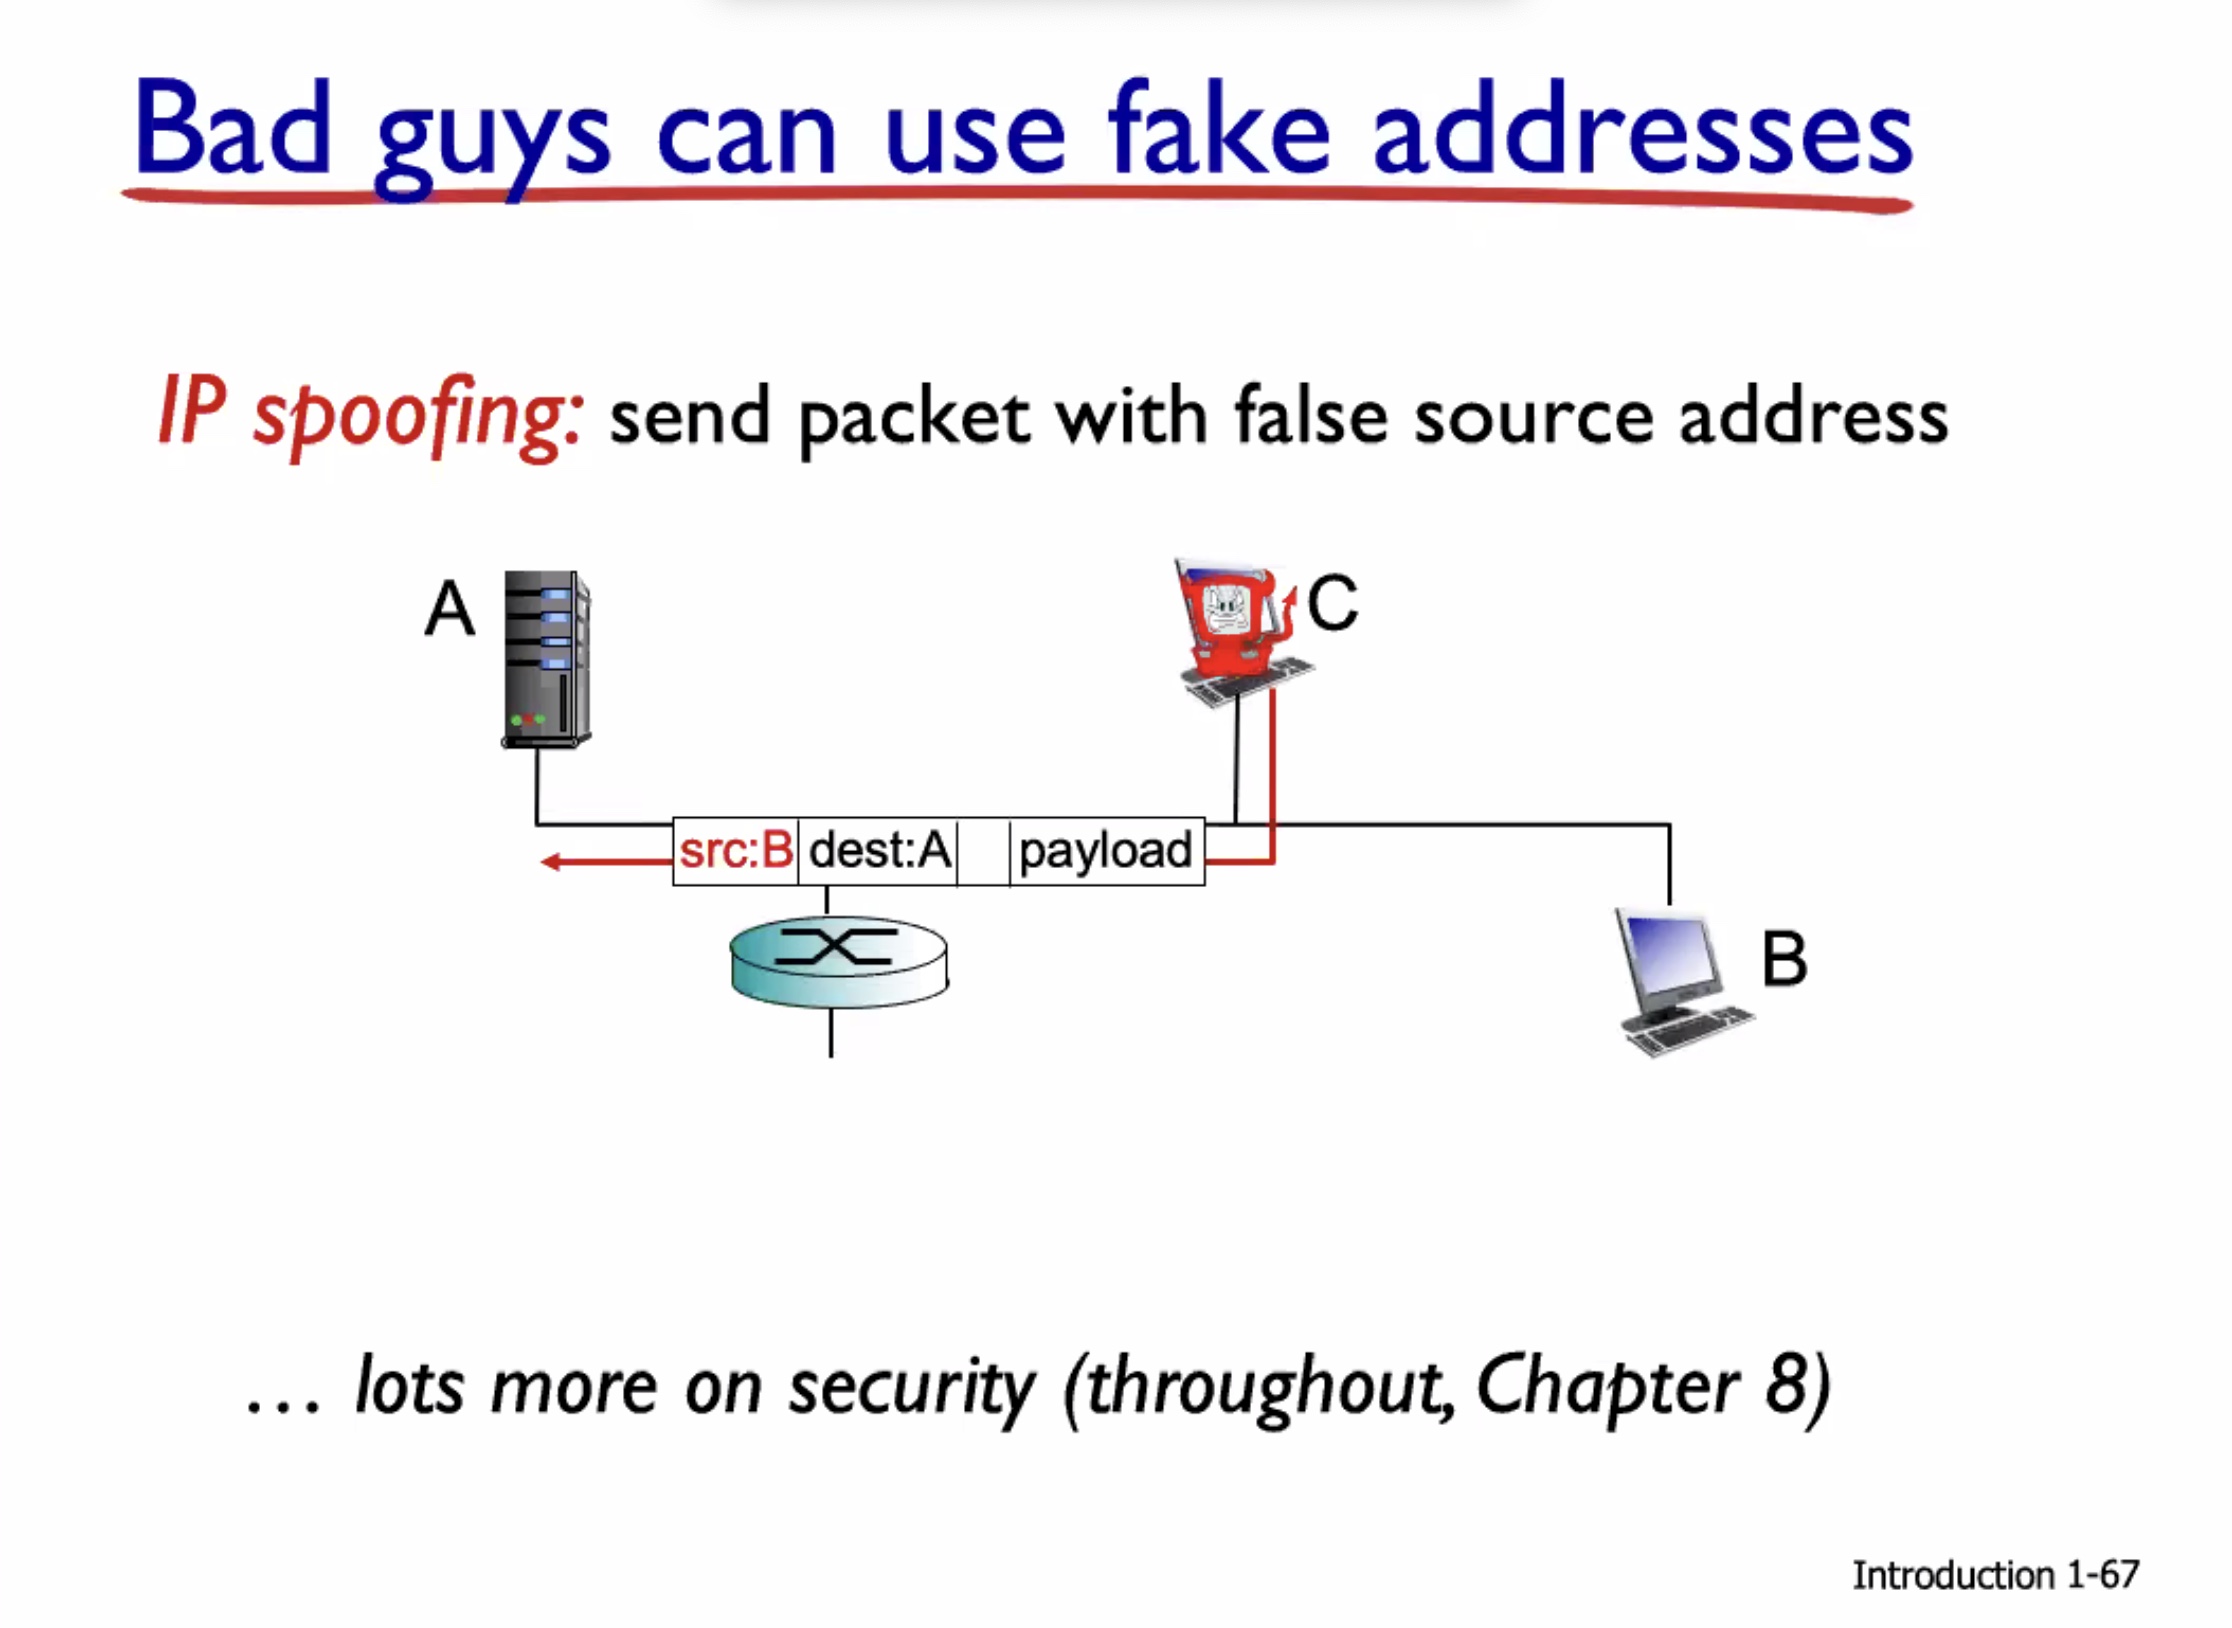 Bad guys can use fake addresses
IP spoofing: send packet with false source address
A
C
src:B dest:A payload
B
… lots more on security (throughout, Chapter 8)
Introduction 1-67